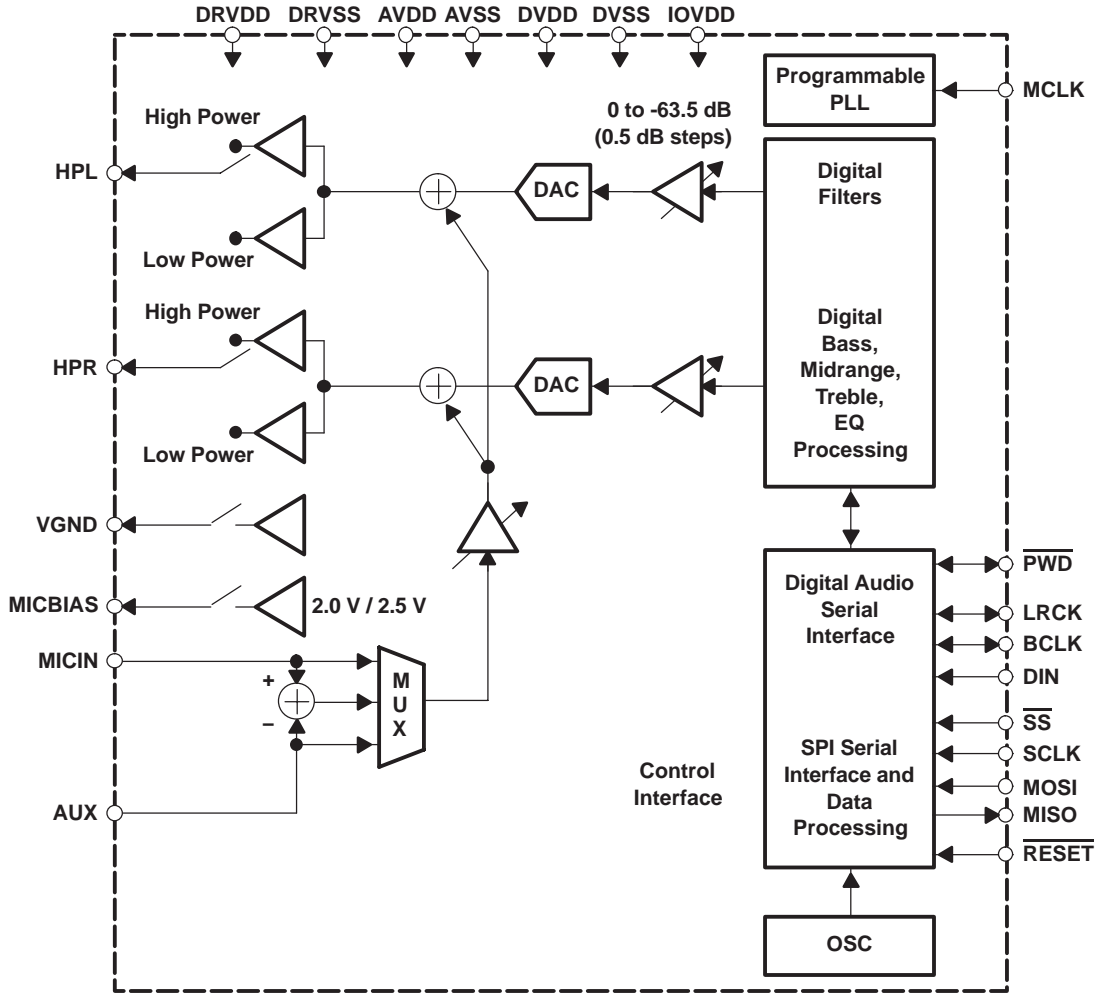 DRVDD DRVSS AVDD AVSS DVDD DVSS IOVDD
Programmable
PLL
MCLK
0 to -63.5 dB
(0.5 dB steps)
High Power
HPL
Low Power
DAC
Digital
Filters
High Power
HPR
Low Power
DAC
Digital
Bass,
Midrange,
Treble,
EQ
Processing
VGND
MICBIAS
2.0 V / 2.5 V
MICIN
+
−
M
U
X
AUX
Digital Audio
Serial
Interface
SPI Serial
Interface and
Data
Processing
Control
Interface
PWD
LRCK
BCLK
DIN
SS
SCLK
MOSI
MISO
RESET
OSC